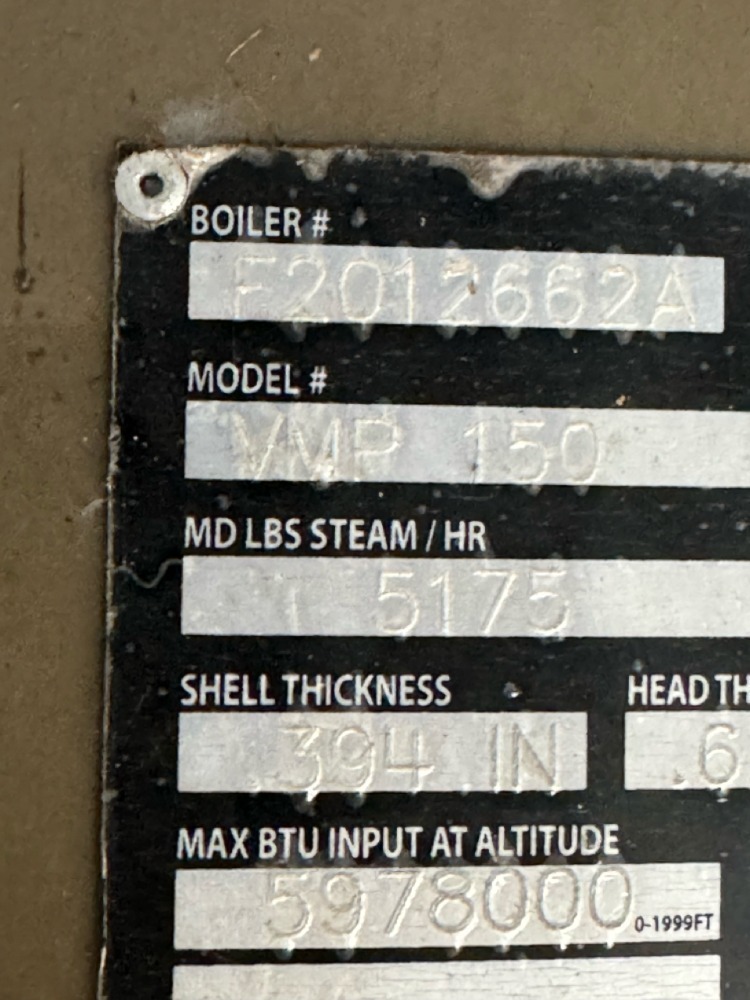 BOILER #
F2012662A
MODEL #
VMP 150
MD LBS STEAM / HR
5175
SHELL THICKNESS HEAD TH
.394 IN .6
MAX BTU INPUT AT ALTITUDE
5978000 0-1999FT